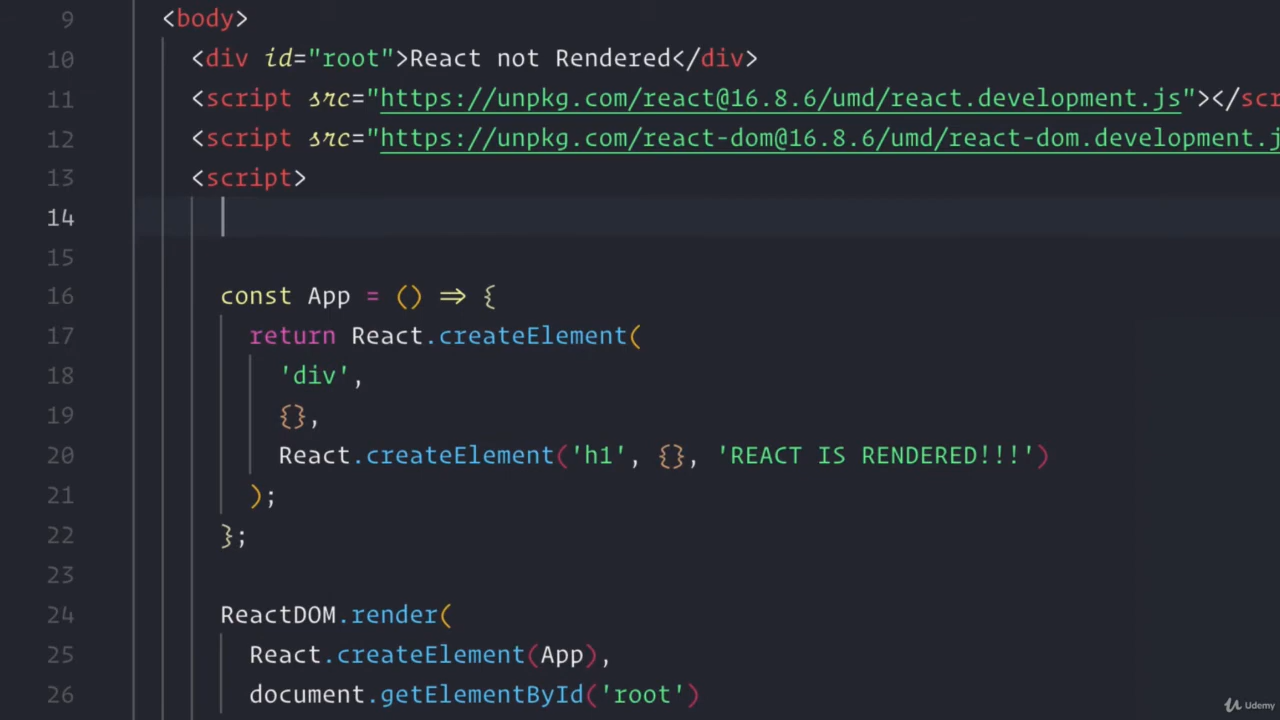 9 <body>
10 <div id="root">React not Rendered</div>
11 <script src="https://unpkg.com/react@16.8.6/umd/react.development.js"></scr
12 <script src="https://unpkg.com/react-dom@16.8.6/umd/react-dom.development.j
13 <script>
14
15
16 const App = () => {
17 return React.createElement(
18 'div',
19 {},
20 React.createElement('h1', {}, 'REACT IS RENDERED!!!')
21 );
22 };
23
24 ReactDOM.render(
25 React.createElement(App),
26 document.getElementById('root')
Udemy